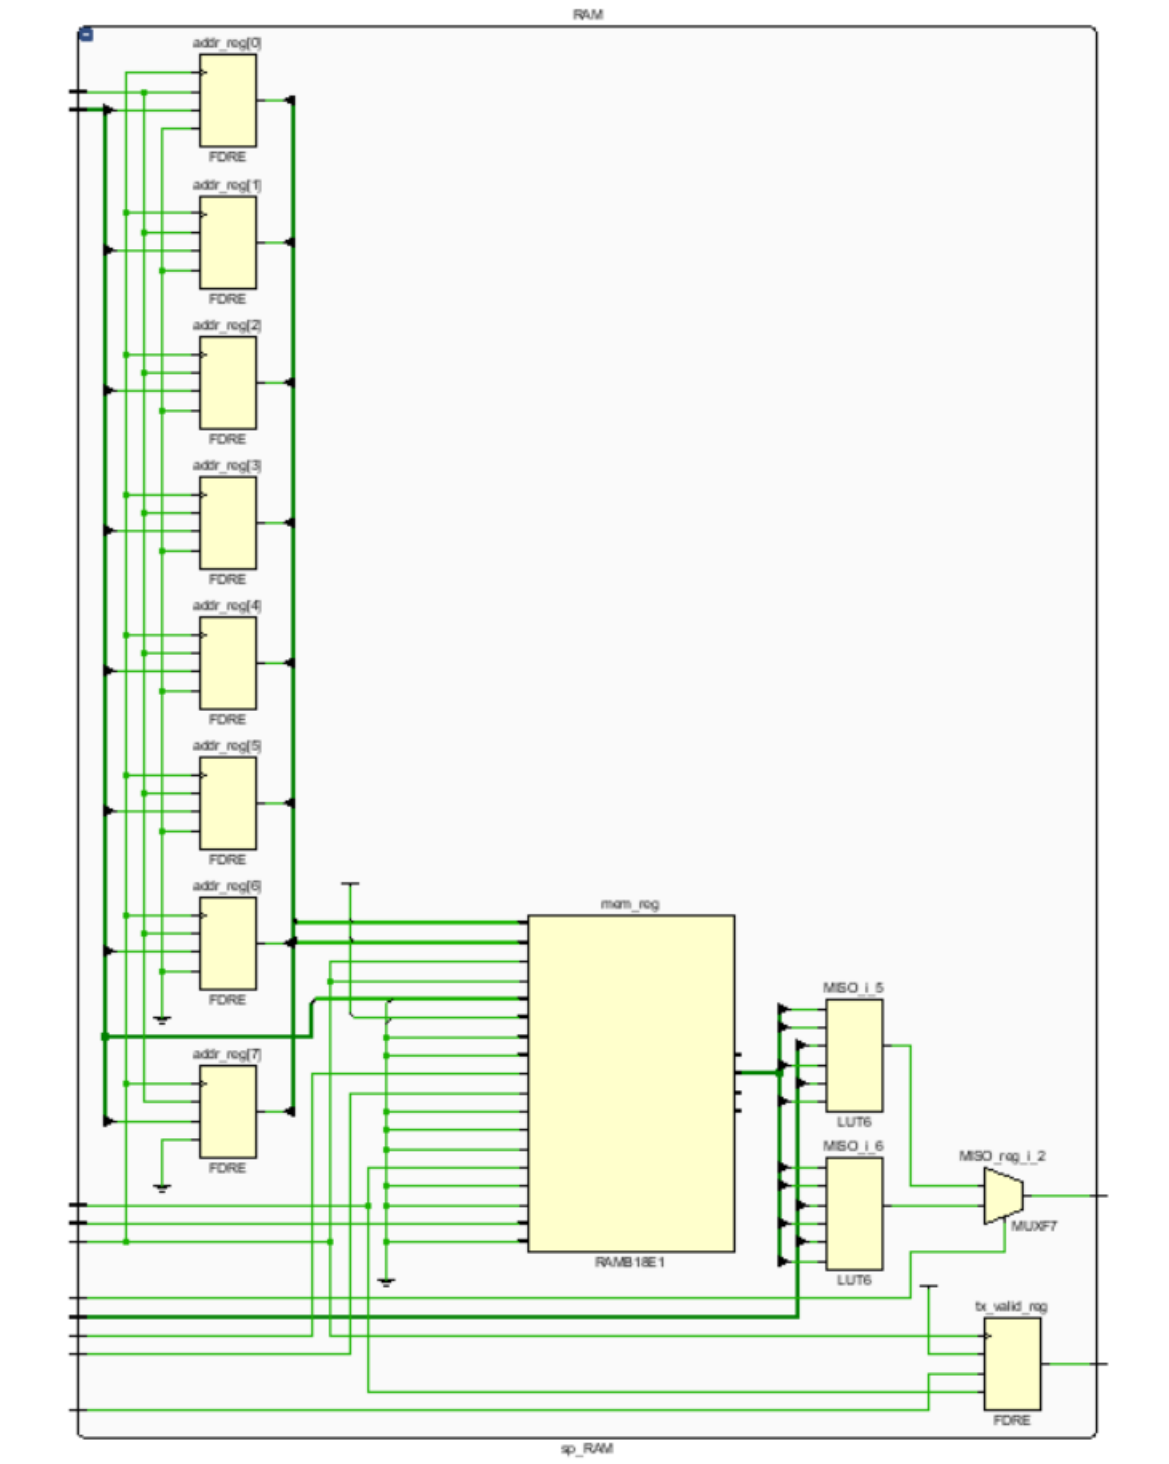 RAM
addr_reg[0]
FDRE
addr_reg[1]
FDRE
addr_reg[2]
FDRE
addr_reg[3]
FDRE
addr_reg[4]
FDRE
addr_reg[5]
FDRE
addr_reg[6]
FDRE
addr_reg[7]
FDRE
mem_reg
RAMB18E1
MISO_i_5
LUT6
MISO_i_6
LUT6
MISO_reg_i_2
MUXF7
tx_valid_reg
FDRE
sp_RAM